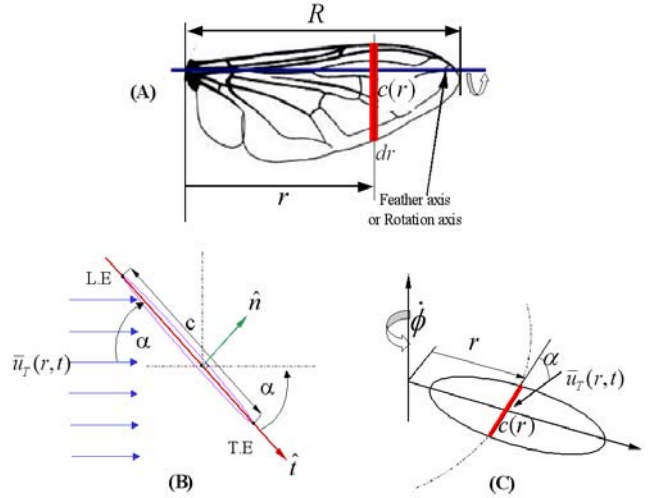 R
(A)
c(r)
dr
r
Feather axis
or Rotation axis
L.E
c
n̂
α
ū_T(r,t)
α
T.E
t̂
(B)
φ̇
r
α
ū_T(r,t)
c(r)
(C)